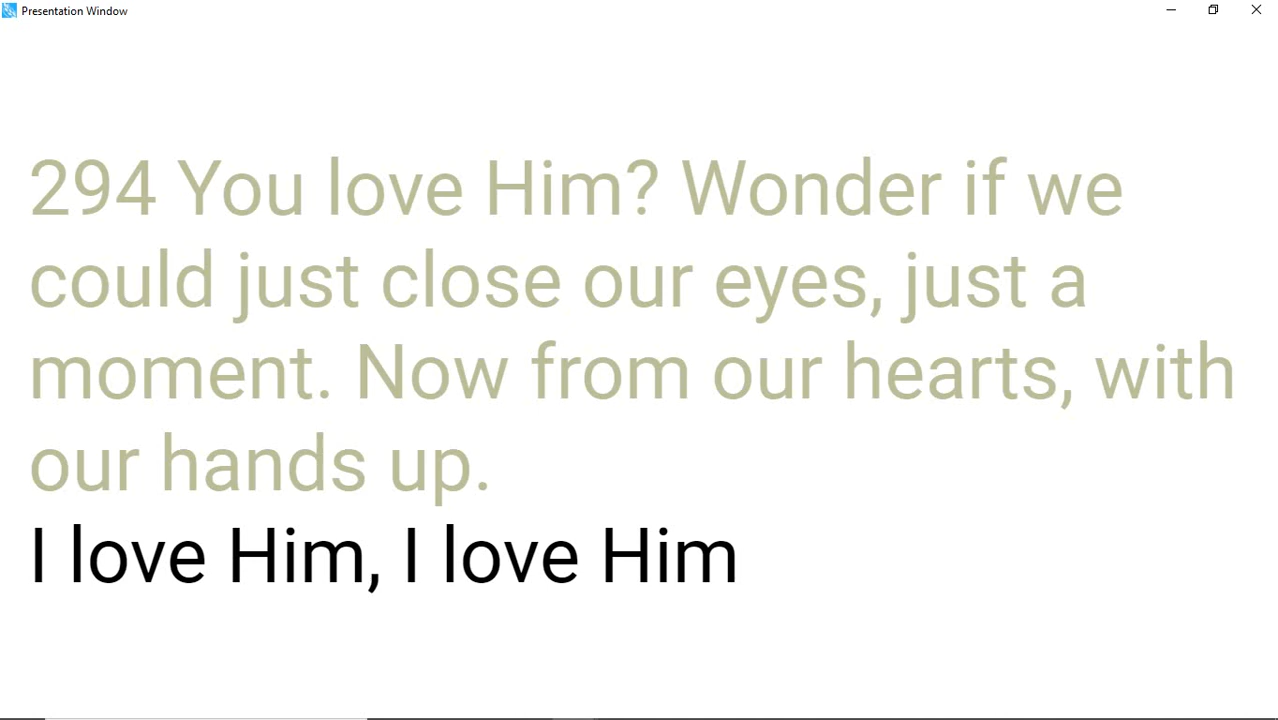 Presentation Window
294 You love Him? Wonder if we
could just close our eyes, just a
moment. Now from our hearts, with
our hands up.
I love Him, I love Him